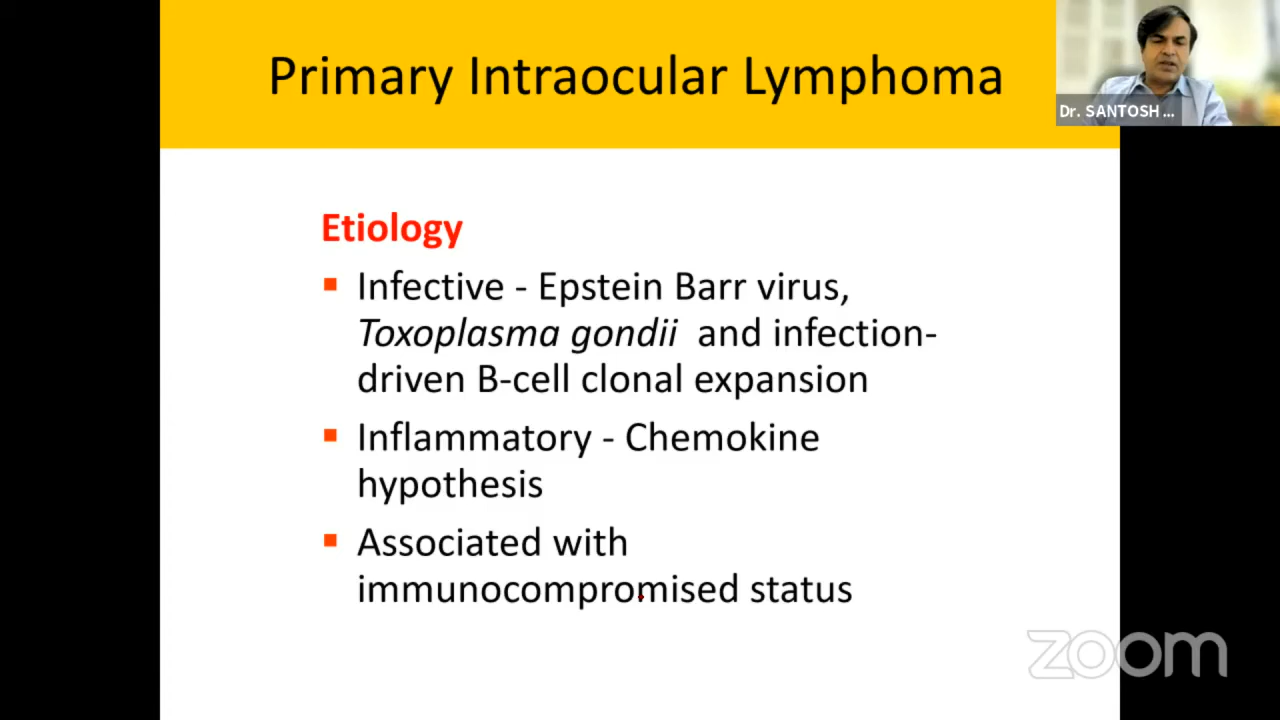 Primary Intraocular Lymphoma
Dr. SANTOSH ...
Etiology
▪ Infective - Epstein Barr virus,
Toxoplasma gondii and infection-
driven B-cell clonal expansion
▪ Inflammatory - Chemokine
hypothesis
▪ Associated with
immunocompromised status
zoom